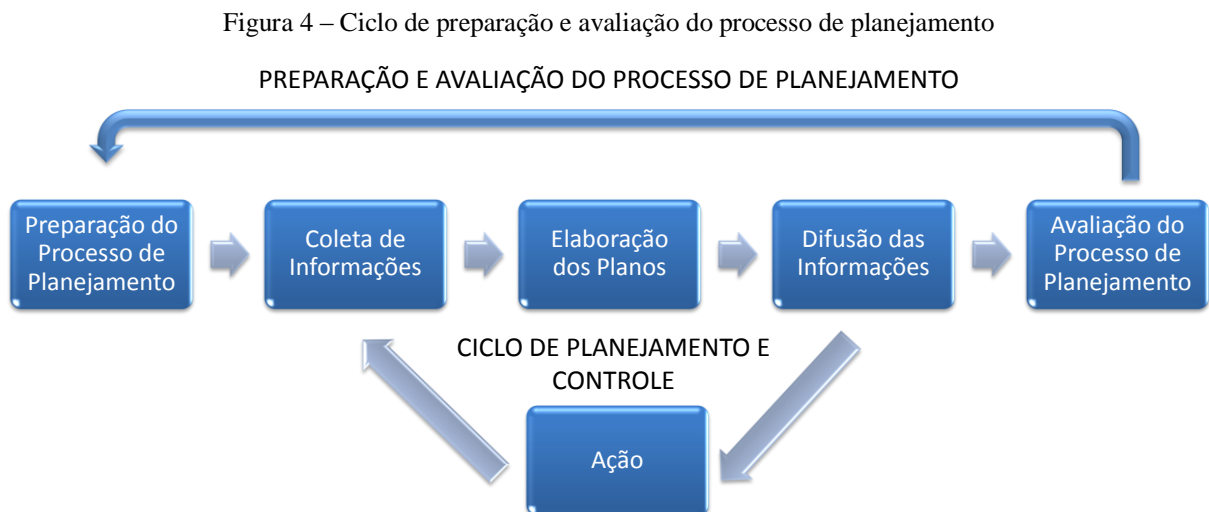 Figura 4 – Ciclo de preparação e avaliação do processo de planejamento
PREPARAÇÃO E AVALIAÇÃO DO PROCESSO DE PLANEJAMENTO
Preparação do
Processo de
Planejamento
Coleta de
Informações
Elaboração
dos Planos
Difusão das
Informações
Avaliação do
Processo de
Planejamento
CICLO DE PLANEJAMENTO E
CONTROLE
Ação